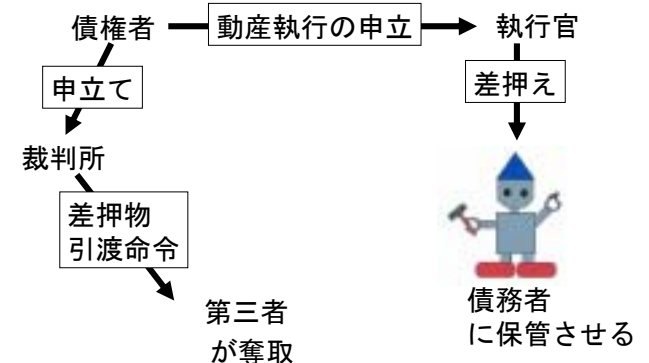 債権者
動産執行の申立
執行官
申立て
差押え
裁判所
差押物
引渡命令
第三者
が奪取
債務者
に保管させる